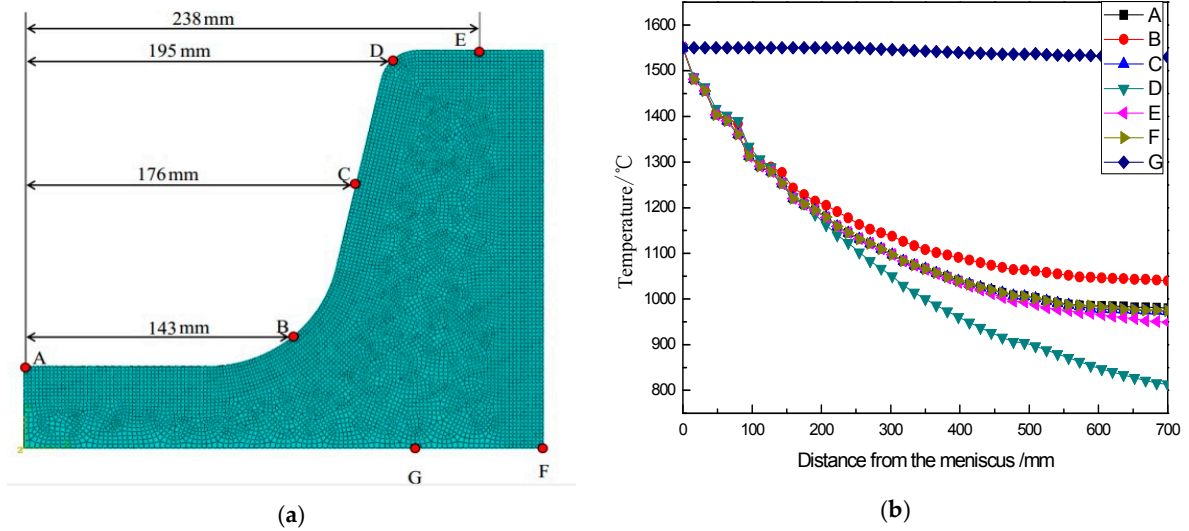 238 mm
195 mm
D
E
176 mm
C
143 mm
B
A
z
G
F
(a)
1600
1500
1400
1300
1200
1100
1000
900
800
Temperature/℃
0
100
200
300
400
500
600
700
Distance from the meniscus /mm
A
B
C
D
E
F
G
(b)